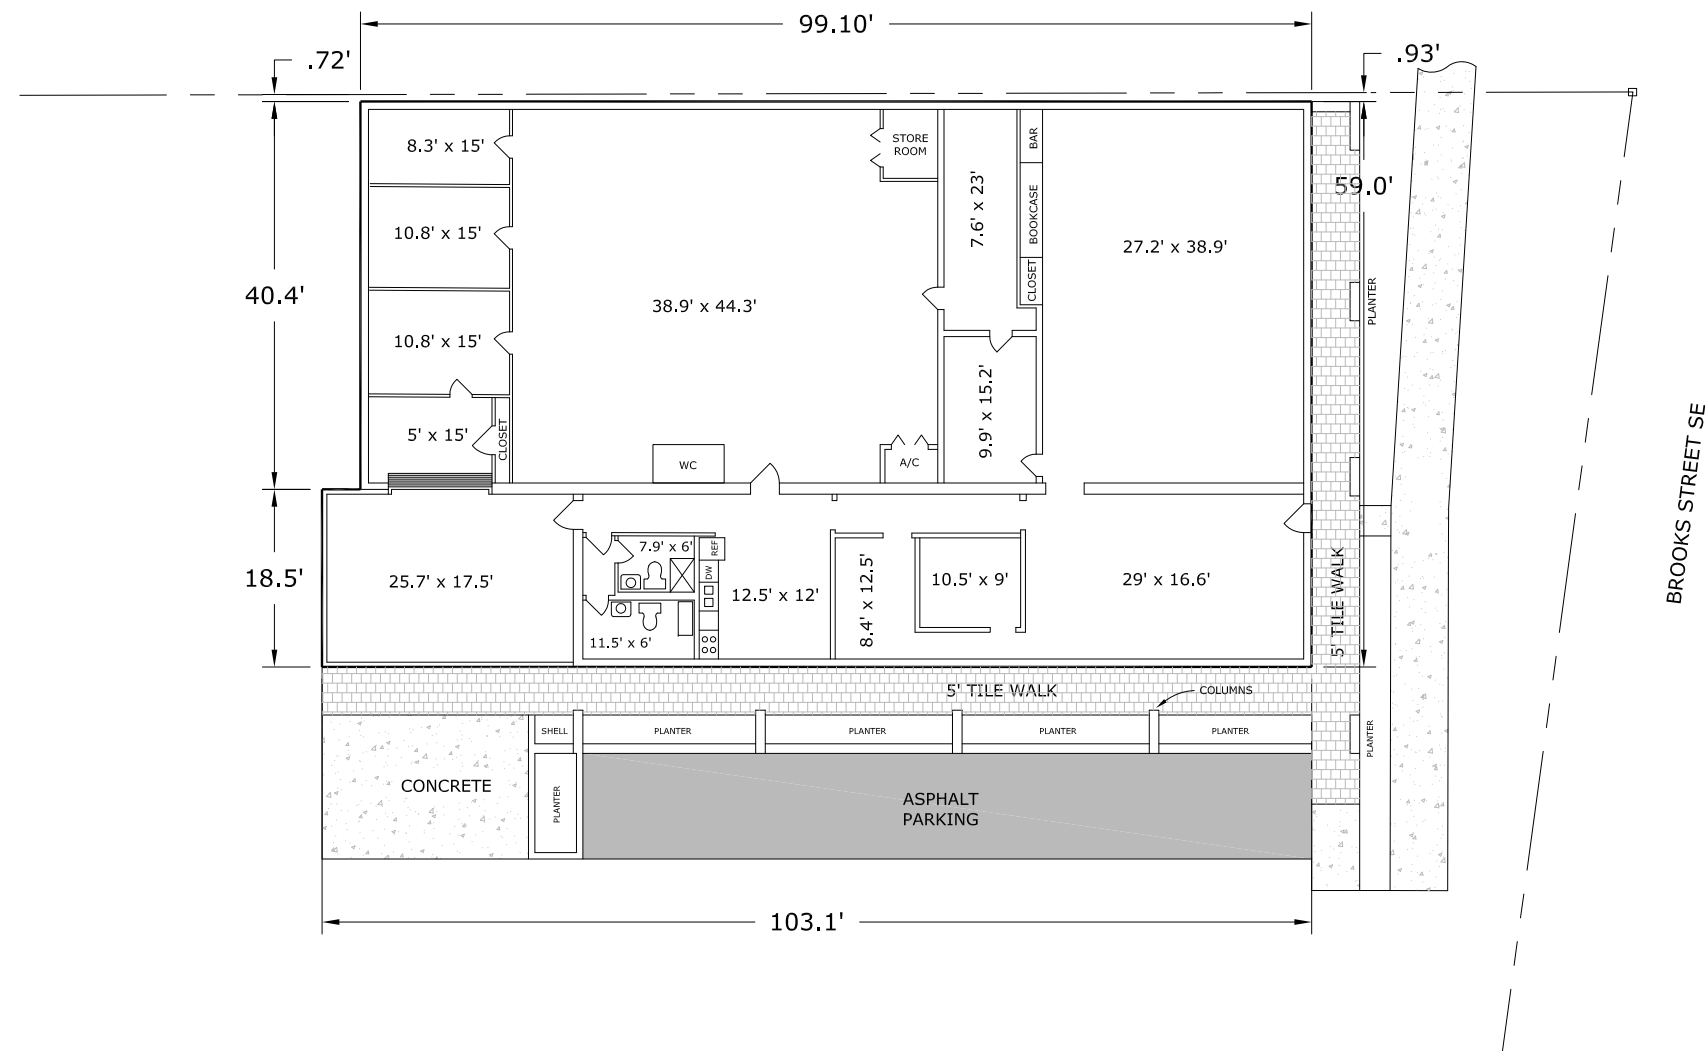 99.10'
.72'
.93'
8.3' x 15'
STORE
ROOM
BAR
59.0'
7.6' x 23'
BOOKCASE
10.8' x 15'
27.2' x 38.9'
CLOSET
PLANTER
40.4'
38.9' x 44.3'
10.8' x 15'
9.9' x 15.2'
5' x 15'
CLOSET
WC
A/C
BROOKS STREET SE
7.9' x 6'
REF
DW
18.5'
25.7' x 17.5'
12.5' x 12'
8.4' x 12.5'
10.5' x 9'
29' x 16.6'
5' TILE WALK
11.5' x 6'
5' TILE WALK
COLUMNS
SHELL
PLANTER
PLANTER
PLANTER
PLANTER
PLANTER
CONCRETE
PLANTER
ASPHALT
PARKING
103.1'